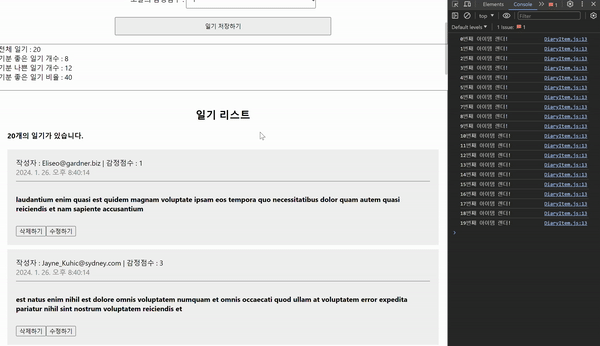 오늘의 감정점수 :
일기 저장하기
전체 일기 : 20
기분 좋은 일기 개수 : 8
기분 나쁜 일기 개수 : 12
기분 좋은 일기 비율 : 40
일기 리스트
20개의 일기가 있습니다.
작성자 : Eliseo@gardner.biz | 감정점수 : 1
2024. 1. 26. 오후 8:40:14
laudantium enim quasi est quidem magnam voluptate ipsam eos tempora quo necessitatibus dolor quam autem quasi
reiciendis et nam sapiente accusantium
삭제하기 수정하기
작성자 : Jayne_Kuhic@sydney.com | 감정점수 : 3
2024. 1. 26. 오후 8:40:14
est natus enim nihil est dolore omnis voluptatem numquam et omnis occaecati quod ullam at voluptatem error expedita
pariatur nihil sint nostrum voluptatem reiciendis et
삭제하기 수정하기
Elements Console
top Filter
Default levels 1 Issue: 1
0번째 아이템 렌더! DiaryItem.js:13
1번째 아이템 렌더! DiaryItem.js:13
2번째 아이템 렌더! DiaryItem.js:13
3번째 아이템 렌더! DiaryItem.js:13
4번째 아이템 렌더! DiaryItem.js:13
5번째 아이템 렌더! DiaryItem.js:13
6번째 아이템 렌더! DiaryItem.js:13
7번째 아이템 렌더! DiaryItem.js:13
8번째 아이템 렌더! DiaryItem.js:13
9번째 아이템 렌더! DiaryItem.js:13
10번째 아이템 렌더! DiaryItem.js:13
11번째 아이템 렌더! DiaryItem.js:13
12번째 아이템 렌더! DiaryItem.js:13
13번째 아이템 렌더! DiaryItem.js:13
14번째 아이템 렌더! DiaryItem.js:13
15번째 아이템 렌더! DiaryItem.js:13
16번째 아이템 렌더! DiaryItem.js:13
17번째 아이템 렌더! DiaryItem.js:13
18번째 아이템 렌더! DiaryItem.js:13
19번째 아이템 렌더! DiaryItem.js:13